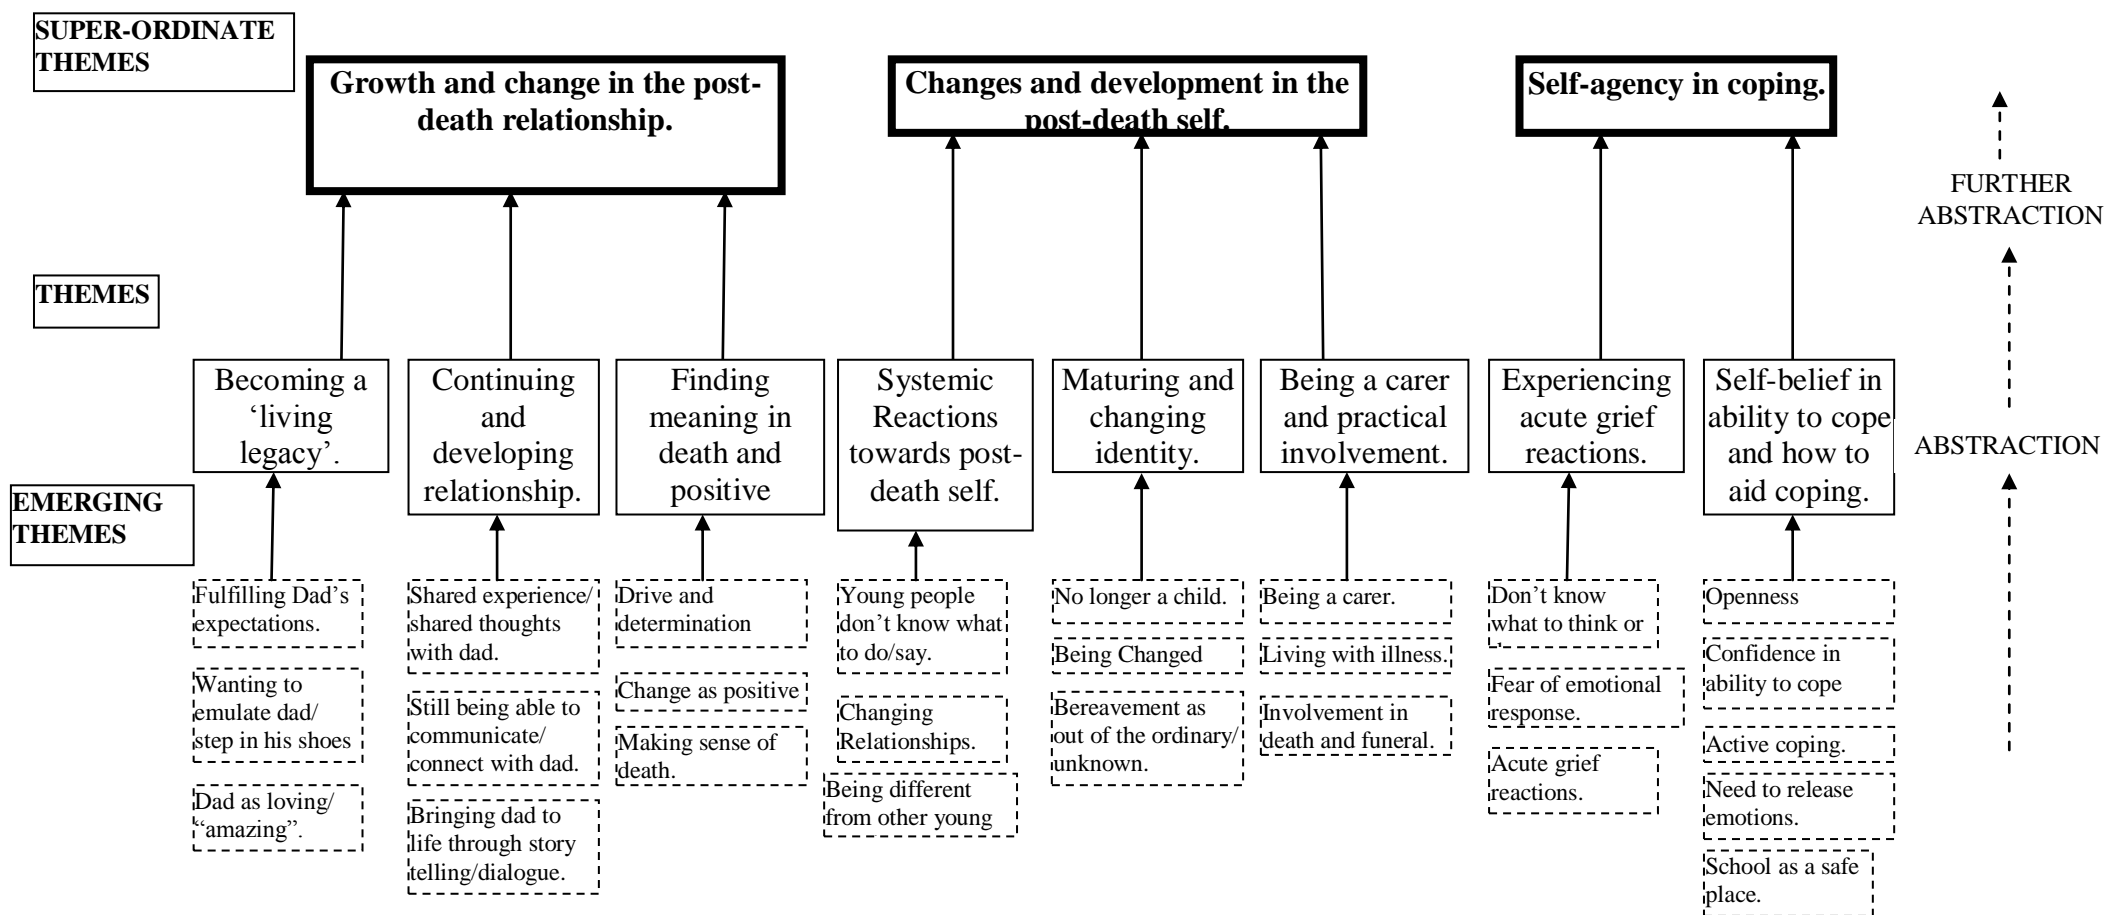 SUPER-ORDINATE
THEMES
Growth and change in the post-
death relationship.
Changes and development in the
post-death self.
Self-agency in coping.
FURTHER
ABSTRACTION
THEMES
Becoming a
‘living
legacy’.
Continuing
and
developing
relationship.
Finding
meaning in
death and
positive
Systemic
Reactions
towards post-
death self.
Maturing and
changing
identity.
Being a carer
and practical
involvement.
Experiencing
acute grief
reactions.
Self-belief in
ability to cope
and how to
aid coping.
ABSTRACTION
EMERGING
THEMES
Fulfilling Dad’s
expectations.
Wanting to
emulate dad/
step in his shoes
Dad as loving/
“amazing”.
Shared experience/
shared thoughts
with dad.
Still being able to
communicate/
connect with dad.
Bringing dad to
life through story
telling/dialogue.
Drive and
determination
Change as positive
Making sense of
death.
Young people
don’t know what
to do/say.
Changing
Relationships.
Being different
from other young
No longer a child.
Being Changed
Bereavement as
out of the ordinary/
unknown.
Being a carer.
Living with illness.
Involvement in
death and funeral.
Don’t know
what to think or
Fear of emotional
response.
Acute grief
reactions.
Openness
Confidence in
ability to cope
Active coping.
Need to release
emotions.
School as a safe
place.